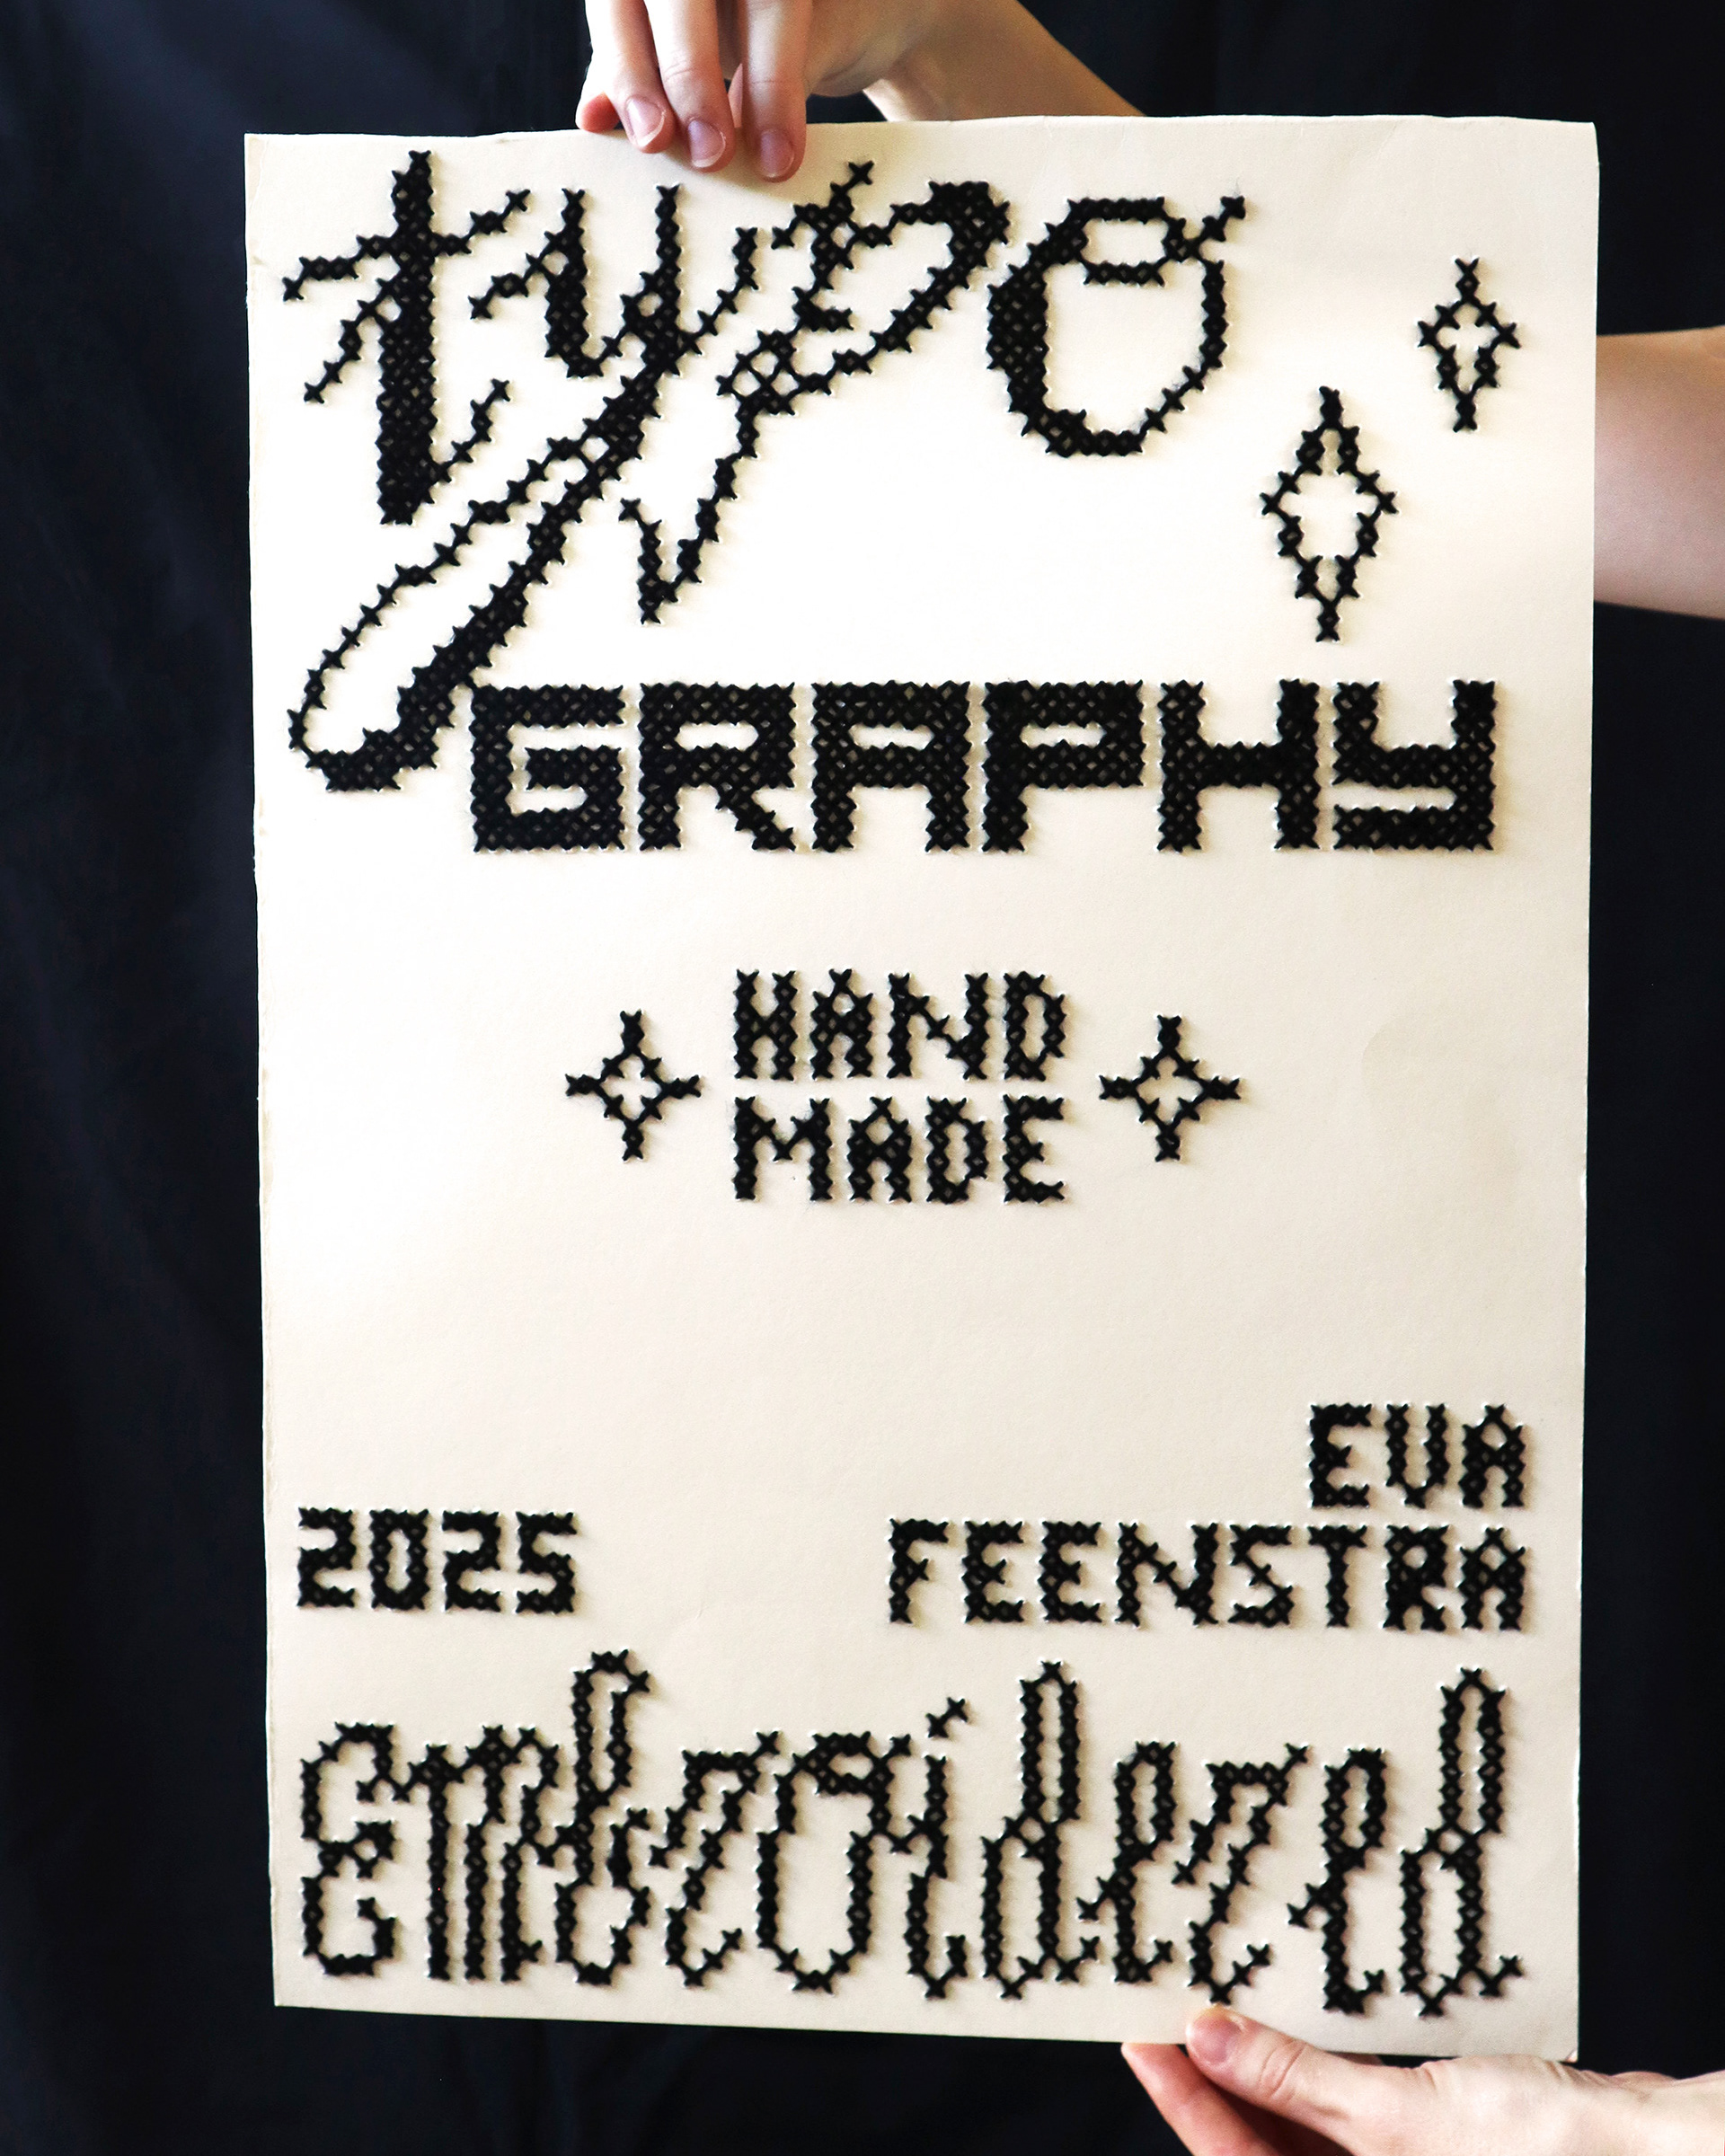 typo
GRAPHY
HAND
MADE
2025
EVA
FEENSTRA
embroidered